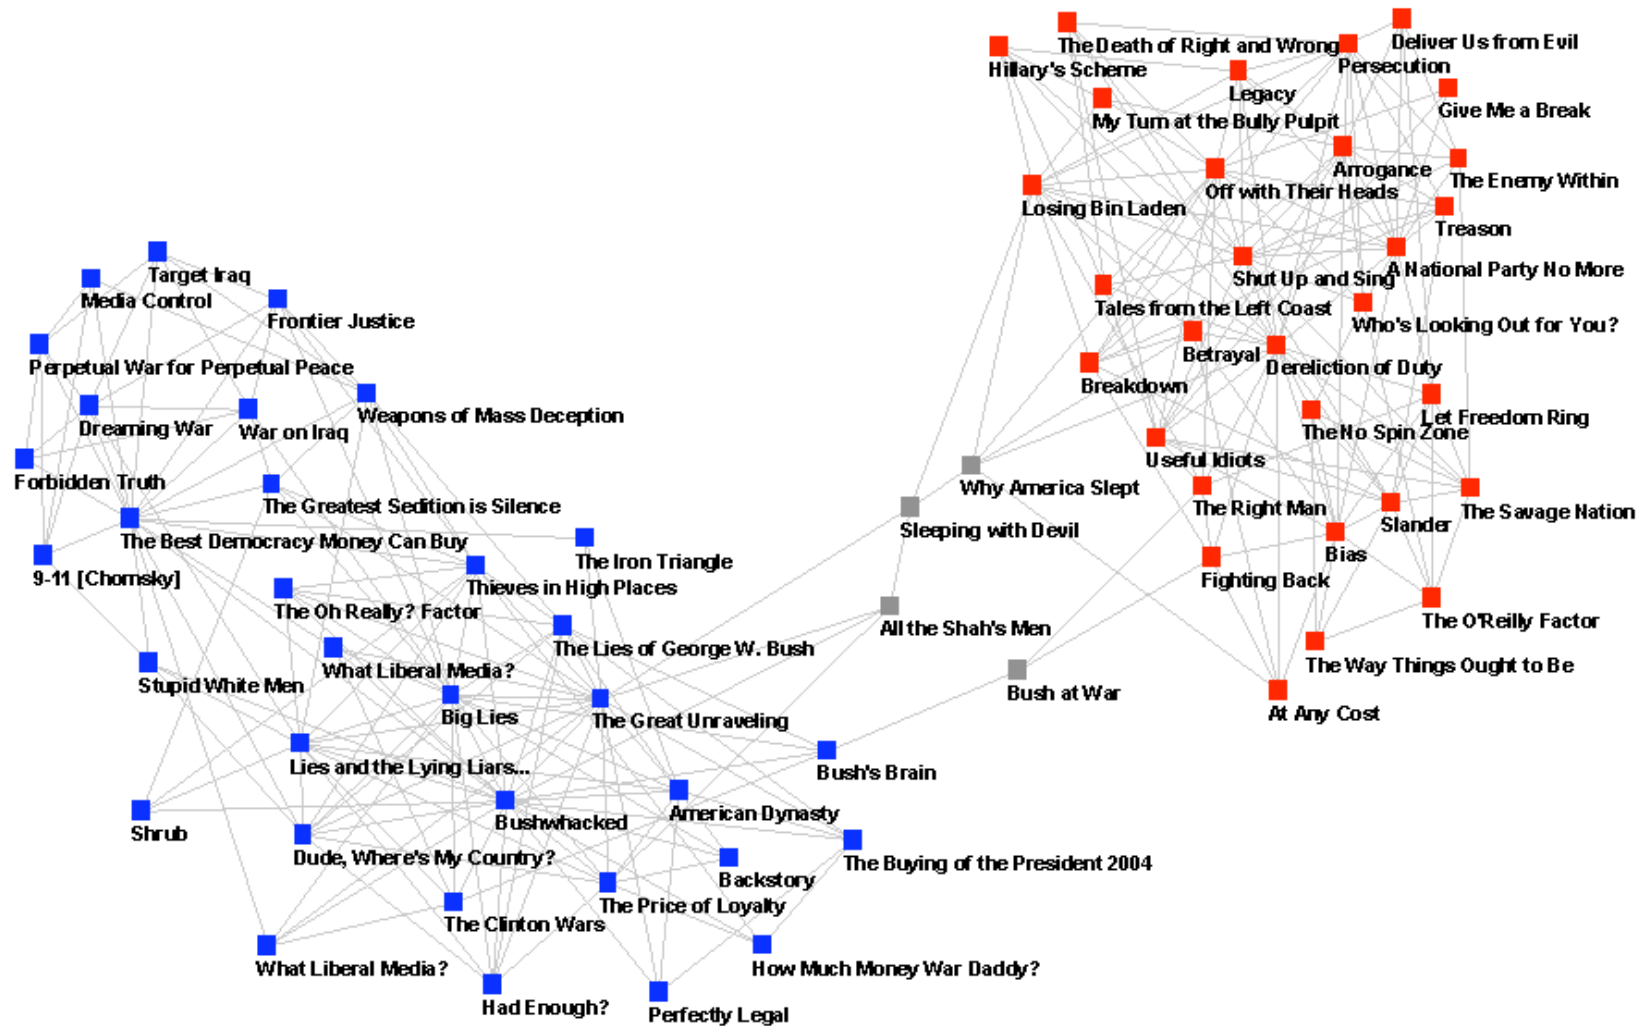 The Death of Right and Wrong
Deliver Us from Evil
Hillary's Scheme
Persecution
Legacy
Give Me a Break
My Turn at the Bully Pulpit
Arrogance
The Enemy Within
Off with Their Heads
Losing Bin Laden
Treason
Shut Up and Sing
A National Party No More
Target Iraq
Media Control
Tales from the Left Coast
Frontier Justice
Who's Looking Out for You?
Betrayal
Dereliction of Duty
Perpetual War for Perpetual Peace
Breakdown
Weapons of Mass Deception
Let Freedom Ring
Dreaming War
War on Iraq
The No Spin Zone
Useful Idiots
Forbidden Truth
Why America Slept
The Greatest Sedition is Silence
The Right Man
The Savage Nation
Slander
Sleeping with Devil
The Best Democracy Money Can Buy
Bias
The Iron Triangle
9-11 [Chomsky]
Fighting Back
Thieves in High Places
The Oh Really? Factor
The O'Reilly Factor
All the Shah's Men
The Lies of George W. Bush
The Way Things Ought to Be
What Liberal Media?
Stupid White Men
Bush at War
At Any Cost
Big Lies
The Great Unraveling
Lies and the Lying Liars...
Bush's Brain
American Dynasty
Bushwhacked
Shrub
Dude, Where's My Country?
The Buying of the President 2004
Backstory
The Price of Loyalty
The Clinton Wars
What Liberal Media?
How Much Money War Daddy?
Had Enough?
Perfectly Legal